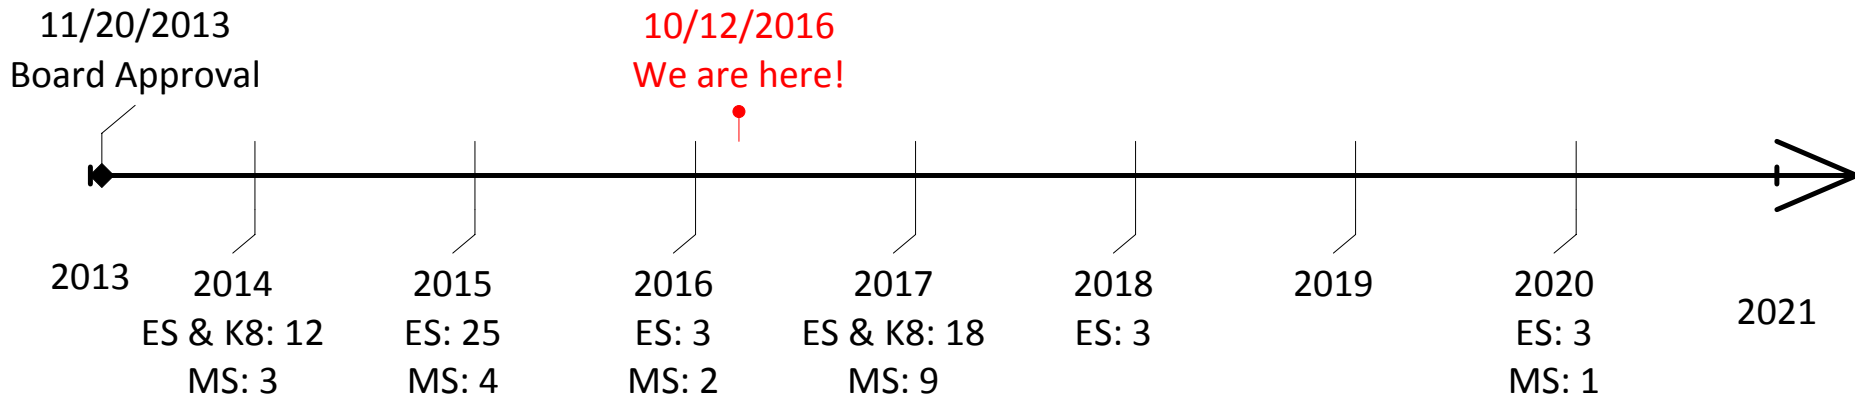 11/20/2013
Board Approval
10/12/2016
We are here!
2013
2014
ES & K8: 12
MS: 3
2015
ES: 25
MS: 4
2016
ES: 3
MS: 2
2017
ES & K8: 18
MS: 9
2018
ES: 3
2019
2020
ES: 3
MS: 1
2021